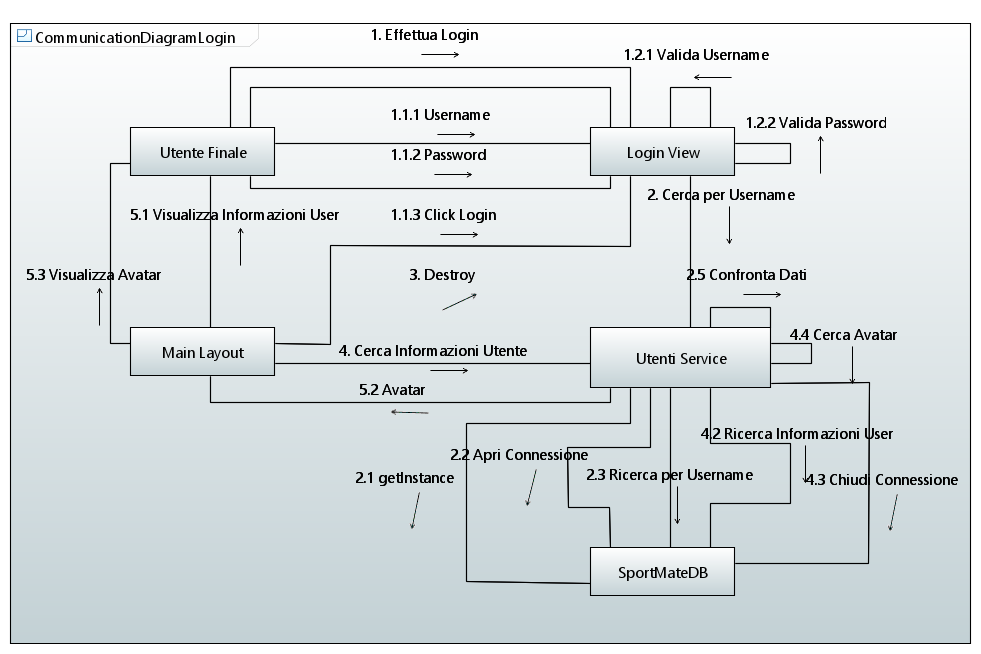 CommunicationDiagramLogin
1. Effettua Login
1.2.1 Valida Username
1.1.1 Username
1.2.2 Valida Password
Utente Finale
1.1.2 Password
Login View
2. Cerca per Username
5.1 Visualizza Informazioni User
1.1.3 Click Login
5.3 Visualizza Avatar
3. Destroy
2.5 Confronta Dati
4.4 Cerca Avatar
Main Layout
4. Cerca Informazioni Utente
Utenti Service
5.2 Avatar
4.2 Ricerca Informazioni User
2.2 Apri Connessione
2.1 getInstance
2.3 Ricerca per Username
4.3 Chiudi Connessione
SportMateDB